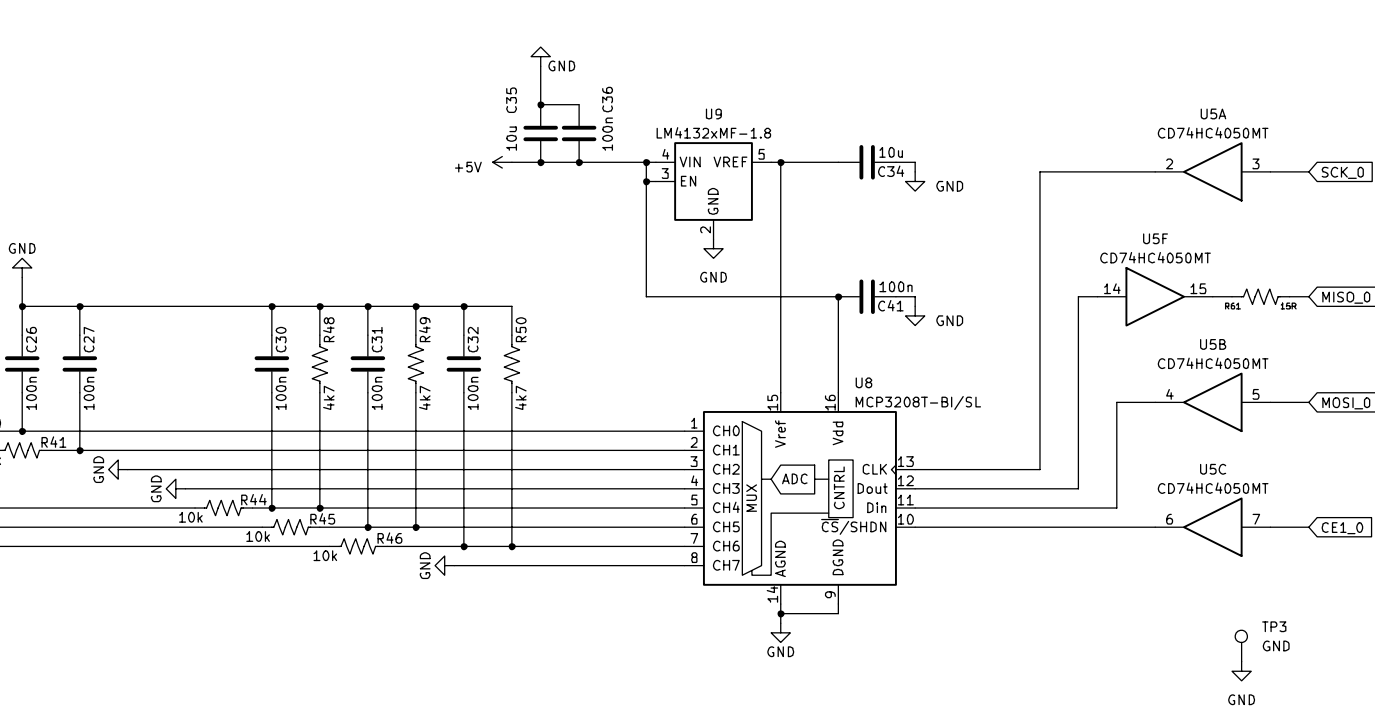 GND
C35
10u
C36
100n
+5V
U9
LM4132xMF-1.8
4
VIN
VREF
5
3
EN
GND
2
GND
10u
C34
GND
100n
C41
GND
U5A
CD74HC4050MT
2
3
SCK_0
U5F
CD74HC4050MT
14
15
R61
15R
MISO_0
U5B
CD74HC4050MT
4
5
MOSI_0
U5C
CD74HC4050MT
6
7
CE1_0
GND
C26
100n
C27
100n
C30
100n
R48
4k7
C31
100n
R49
4k7
C32
100n
R50
4k7
R41
GND
GND
R44
10k
R45
10k
R46
10k
GND
U8
MCP3208T-BI/SL
15
Vref
16
Vdd
1
CH0
2
CH1
3
CH2
4
CH3
5
CH4
6
CH5
7
CH6
8
CH7
MUX
ADC
CNTRL
CLK
13
Dout
12
Din
11
CS/SHDN
10
AGND
14
DGND
9
GND
TP3
GND
GND